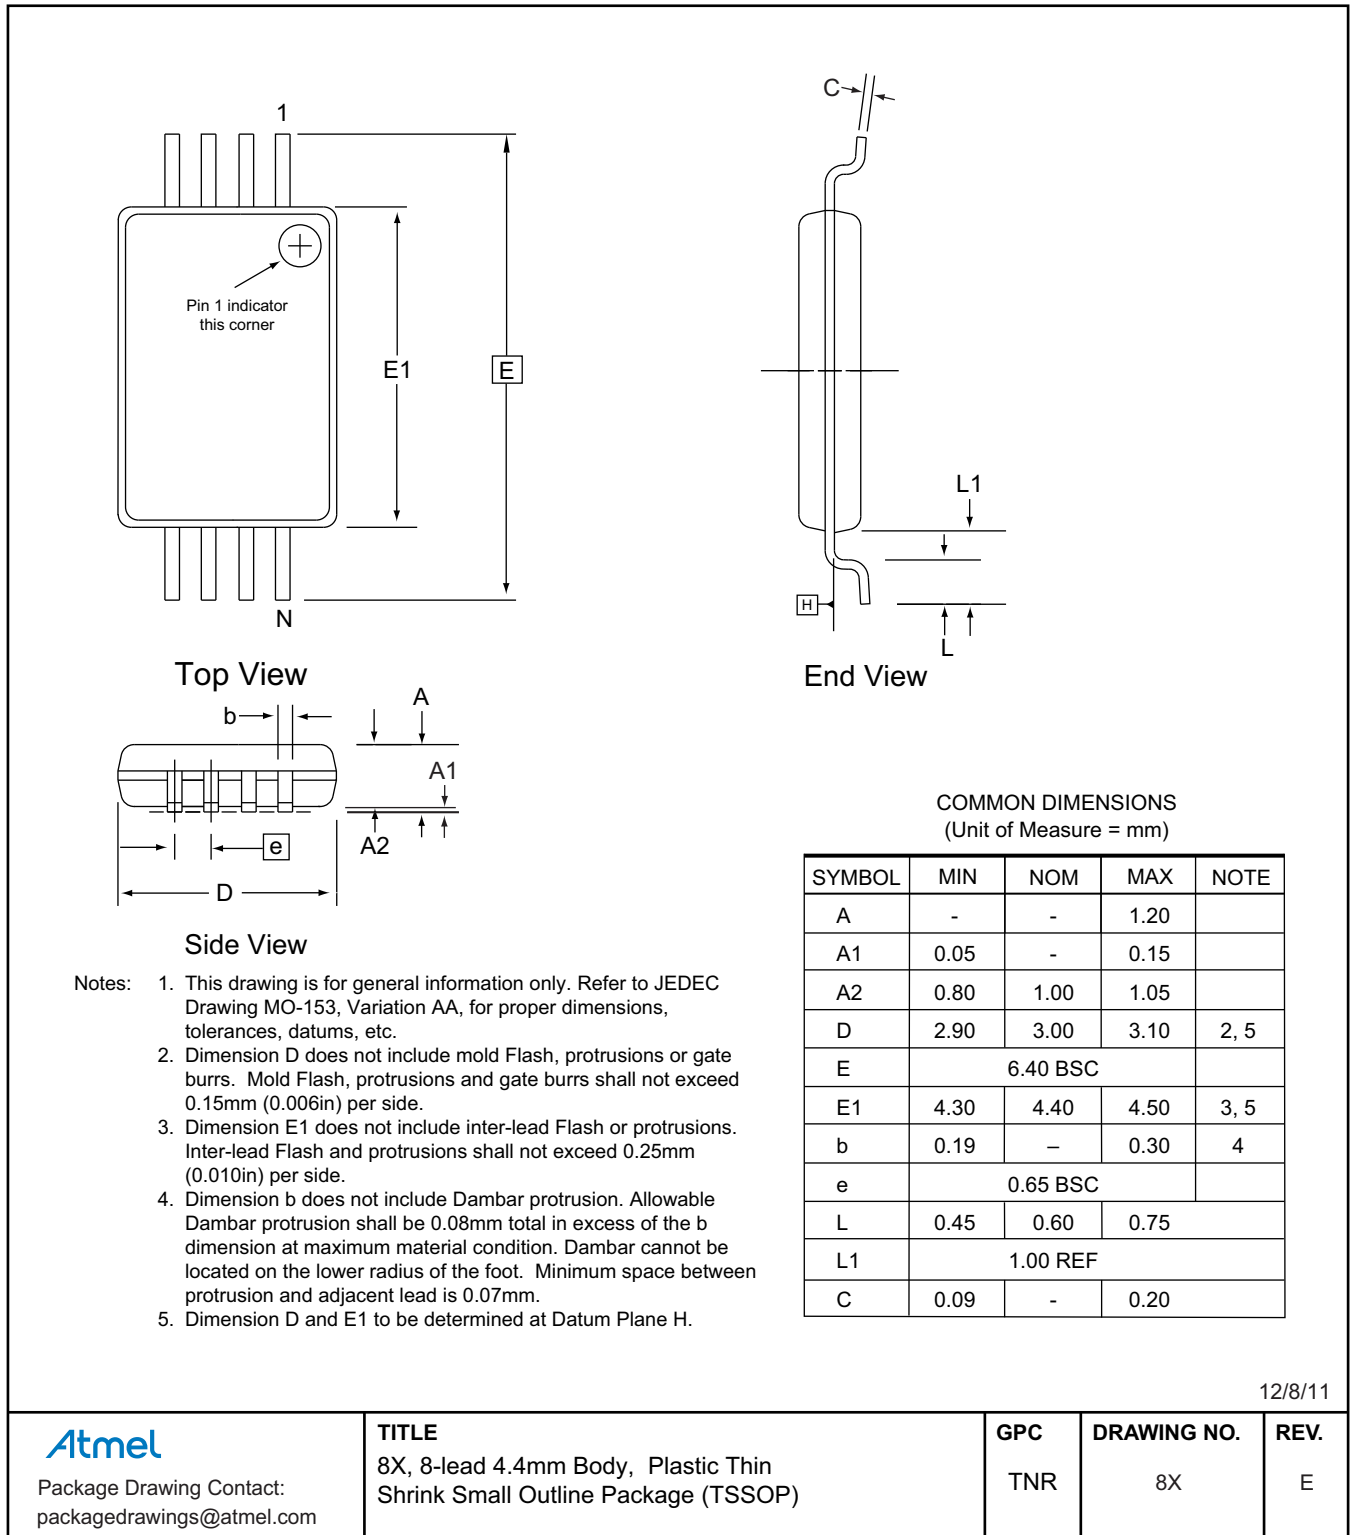 1
Pin 1 indicator
this corner
E1
E
N
Top View
C
L1
H
L
End View
b
A
A1
e
A2
D
Side View
Notes: 1. This drawing is for general information only. Refer to JEDEC
Drawing MO-153, Variation AA, for proper dimensions,
tolerances, datums, etc.
2. Dimension D does not include mold Flash, protrusions or gate
burrs. Mold Flash, protrusions and gate burrs shall not exceed
0.15mm (0.006in) per side.
3. Dimension E1 does not include inter-lead Flash or protrusions.
Inter-lead Flash and protrusions shall not exceed 0.25mm
(0.010in) per side.
4. Dimension b does not include Dambar protrusion. Allowable
Dambar protrusion shall be 0.08mm total in excess of the b
dimension at maximum material condition. Dambar cannot be
located on the lower radius of the foot. Minimum space between
protrusion and adjacent lead is 0.07mm.
5. Dimension D and E1 to be determined at Datum Plane H.
COMMON DIMENSIONS
(Unit of Measure = mm)
SYMBOL MIN NOM MAX NOTE
A - - 1.20
A1 0.05 - 0.15
A2 0.80 1.00 1.05
D 2.90 3.00 3.10 2, 5
E 6.40 BSC
E1 4.30 4.40 4.50 3, 5
b 0.19 – 0.30 4
e 0.65 BSC
L 0.45 0.60 0.75
L1 1.00 REF
C 0.09 - 0.20
12/8/11
Atmel
Package Drawing Contact:
packagedrawings@atmel.com
TITLE
8X, 8-lead 4.4mm Body, Plastic Thin
Shrink Small Outline Package (TSSOP)
GPC
TNR
DRAWING NO.
8X
REV.
E